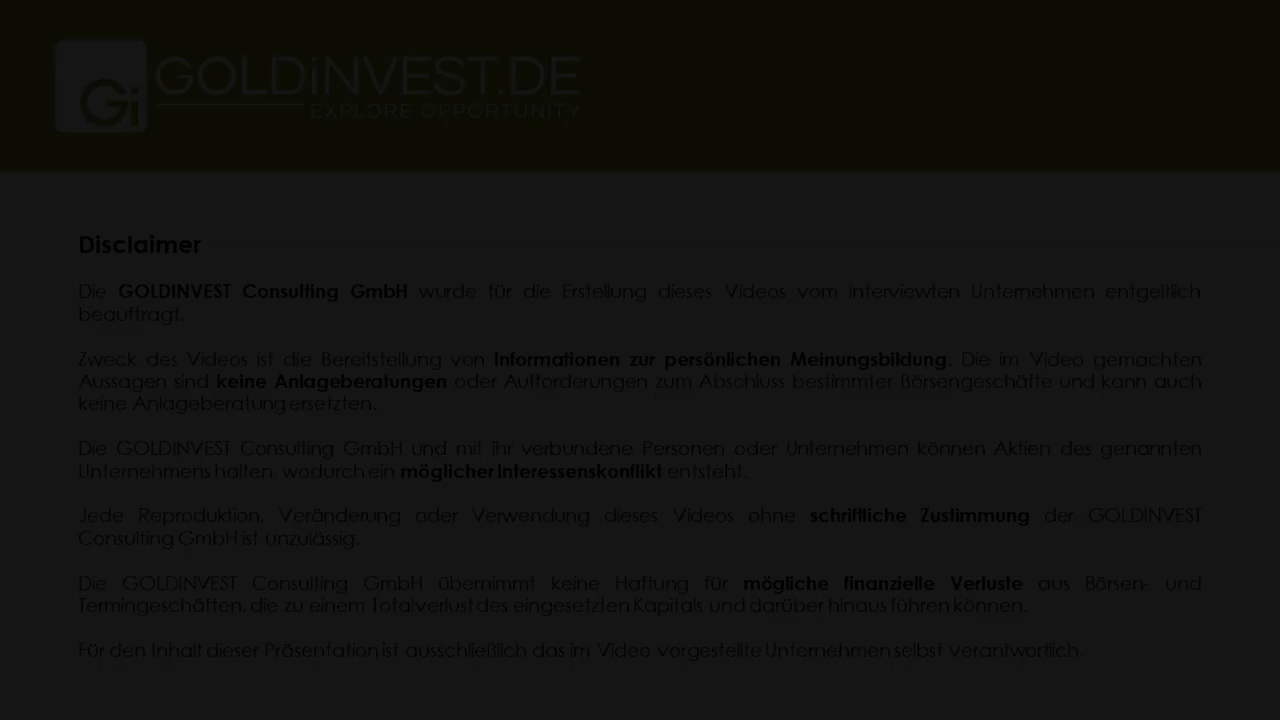 Gi GOLDiNVEST.DE
EXPLORE OPPORTUNITY
Disclaimer
Die GOLDINVEST Consulting GmbH wurde für die Erstellung dieses Videos vom interviewten Unternehmen entgeltlich
beauftragt.
Zweck des Videos ist die Bereitstellung von Informationen zur persönlichen Meinungsbildung. Die im Video gemachten
Aussagen sind keine Anlageberatungen oder Aufforderungen zum Abschluss bestimmter Börsengeschäfte und kann auch
keine Anlageberatung ersetzten.
Die GOLDINVEST Consulting GmbH und mit ihr verbundene Personen oder Unternehmen können Aktien des genannten
Unternehmens halten, wodurch ein möglicher Interessenskonflikt entsteht.
Jede Reproduktion, Veränderung oder Verwendung dieses Videos ohne schriftliche Zustimmung der GOLDINVEST
Consulting GmbH ist unzulässig.
Die GOLDINVEST Consulting GmbH übernimmt keine Haftung für mögliche finanzielle Verluste aus Börsen- und
Termingeschäften, die zu einem Totalverlust des eingesetzten Kapitals und darüber hinaus führen können.
Für den Inhalt dieser Präsentation ist ausschließlich das im Video vorgestellte Unternehmen selbst verantwortlich.